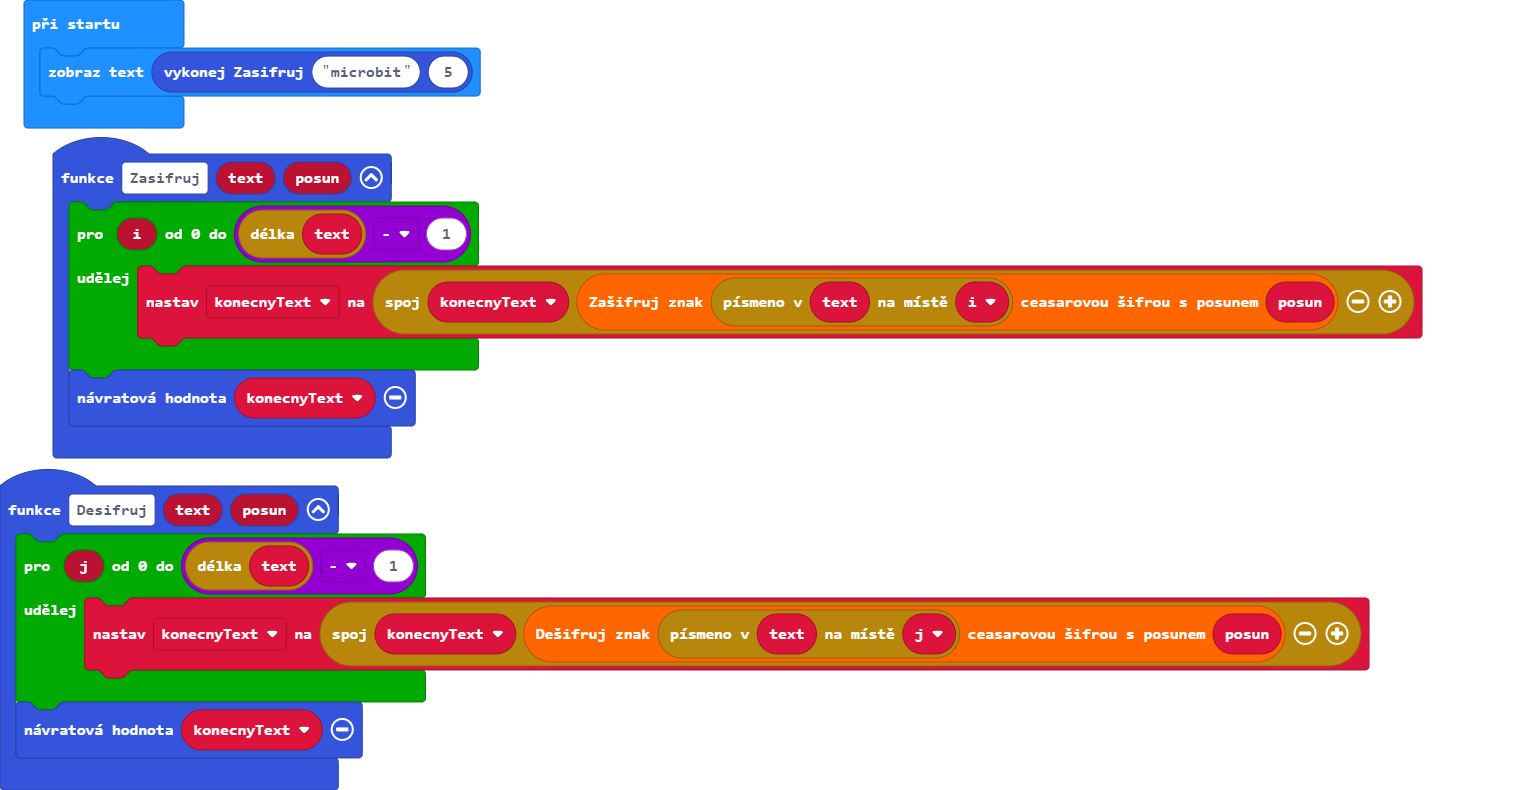 při startu
zobraz text vykonej Zasifruj "microbit" 5
funkce Zasifruj text posun
pro i od 0 do délka text - 1
udělej
nastav konecnyText na spoj konecnyText Zašifruj znak písmeno v text na místě i ceasarovou šifrou s posunem posun
návratová hodnota konecnyText
funkce Desifruj text posun
pro j od 0 do délka text - 1
udělej
nastav konecnyText na spoj konecnyText Dešifruj znak písmeno v text na místě j ceasarovou šifrou s posunem posun
návratová hodnota konecnyText